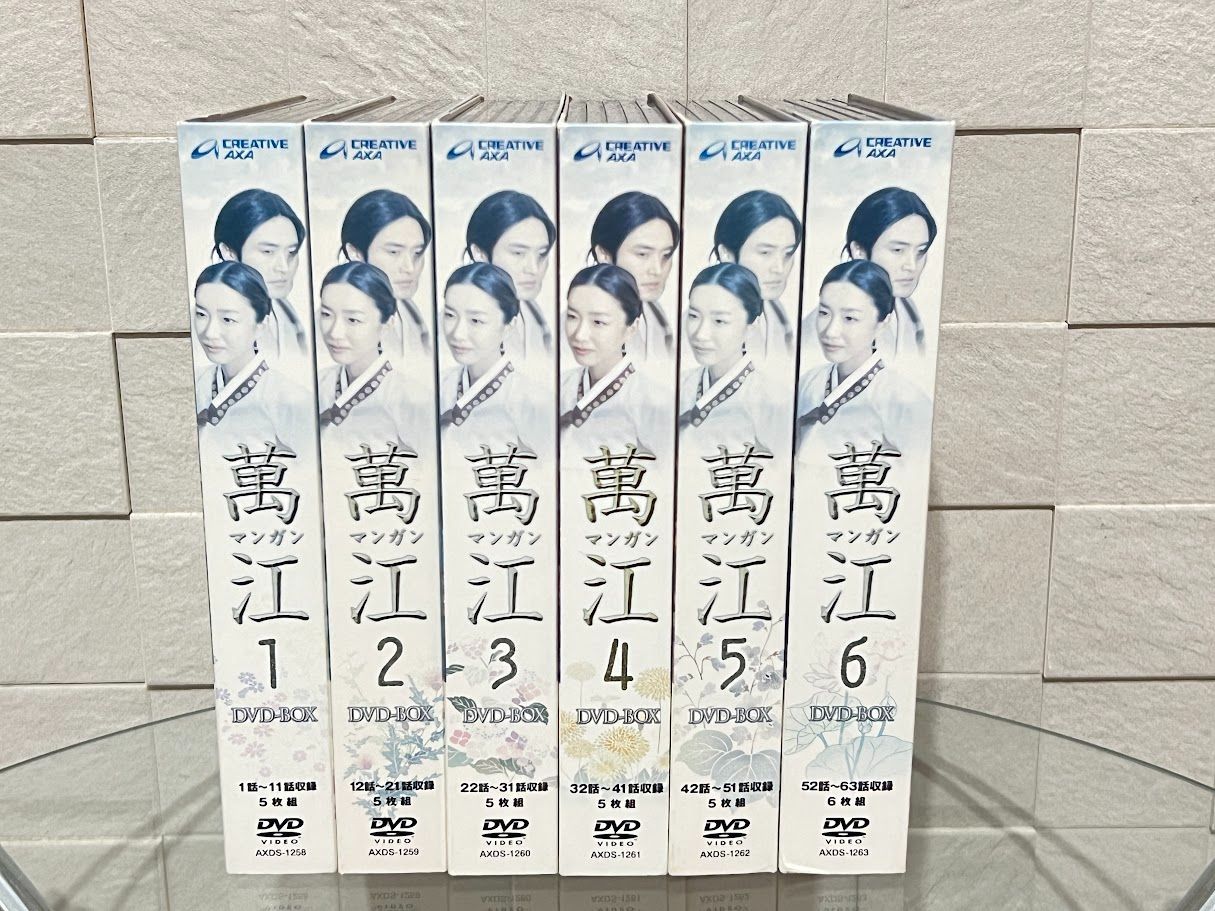 CREATIVE
AXA
萬
マンガン
江
1
DVD-BOX
1話～11話収録
5枚組
DVD
VIDEO
AXDS-1258
CREATIVE
AXA
萬
マンガン
江
2
DVD-BOX
12話～21話収録
5枚組
DVD
VIDEO
AXDS-1259
CREATIVE
AXA
萬
マンガン
江
3
DVD-BOX
22話～31話収録
5枚組
DVD
VIDEO
AXDS-1260
CREATIVE
AXA
萬
マンガン
江
4
DVD-BOX
32話～41話収録
5枚組
DVD
VIDEO
AXDS-1261
CREATIVE
AXA
萬
マンガン
江
5
DVD-BOX
42話～51話収録
5枚組
DVD
VIDEO
AXDS-1262
CREATIVE
AXA
萬
マンガン
江
6
DVD-BOX
52話～63話収録
6枚組
DVD
VIDEO
AXDS-1263